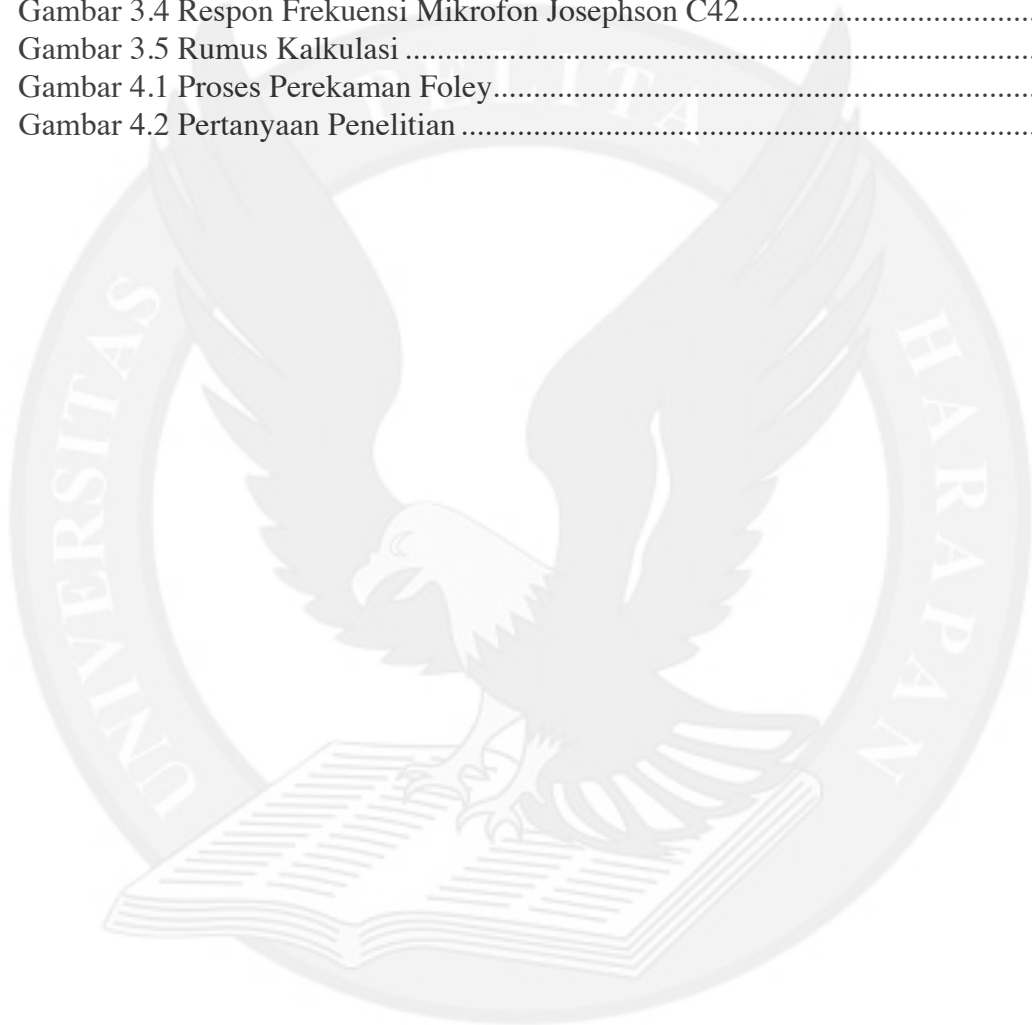 Gambar 3.4 Respon Frekuensi Mikrofon Josephson C42....................................
Gambar 3.5 Rumus Kalkulasi ............................................................................
Gambar 4.1 Proses Perekaman Foley..................................................................
Gambar 4.2 Pertanyaan Penelitian ......................................................................
UNIVERSITAS PELITA HARAPAN